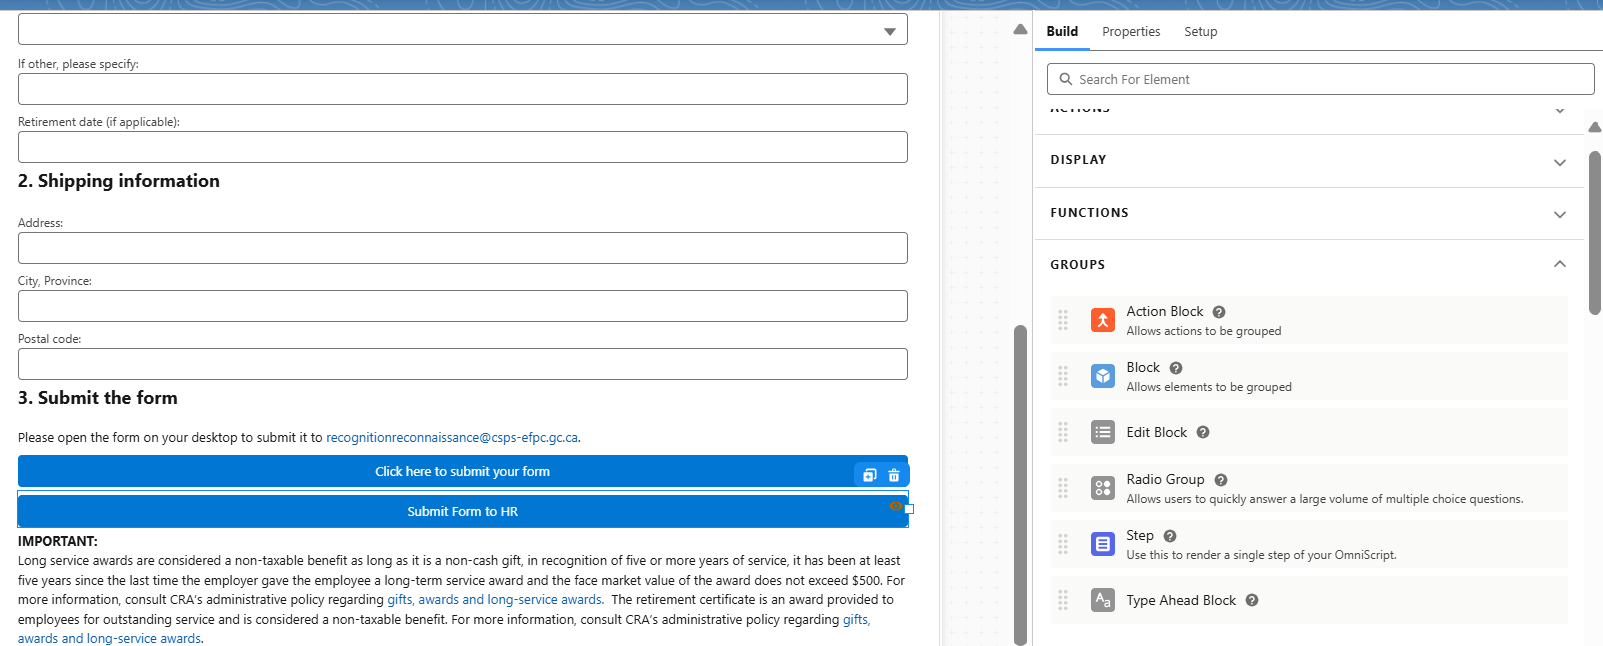 If other, please specify:
Retirement date (if applicable):
2. Shipping information
Address:
City, Province:
Postal code:
3. Submit the form
Please open the form on your desktop to submit it to recognitionreconnaissance@csps-efpc.gc.ca.
Click here to submit your form
Submit Form to HR
IMPORTANT:
Long service awards are considered a non-taxable benefit as long as it is a non-cash gift, in recognition of five or more years of service, it has been at least
five years since the last time the employer gave the employee a long-term service award and the face market value of the award does not exceed $500. For
more information, consult CRA's administrative policy regarding gifts, awards and long-service awards.  The retirement certificate is an award provided to
employees for outstanding service and is considered a non-taxable benefit. For more information, consult CRA's administrative policy regarding gifts,
awards and long-service awards.
Build Properties Setup
Search For Element
ACTIONS
DISPLAY
FUNCTIONS
GROUPS
Action Block
Allows actions to be grouped
Block
Allows elements to be grouped
Edit Block
Radio Group
Allows users to quickly answer a large volume of multiple choice questions.
Step
Use this to render a single step of your OmniScript.
Type Ahead Block